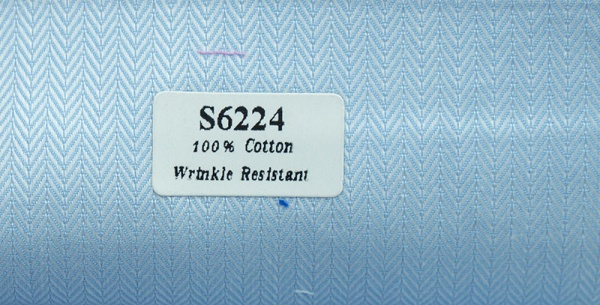 S6224
100% Cotton
Wrinkle Resistant